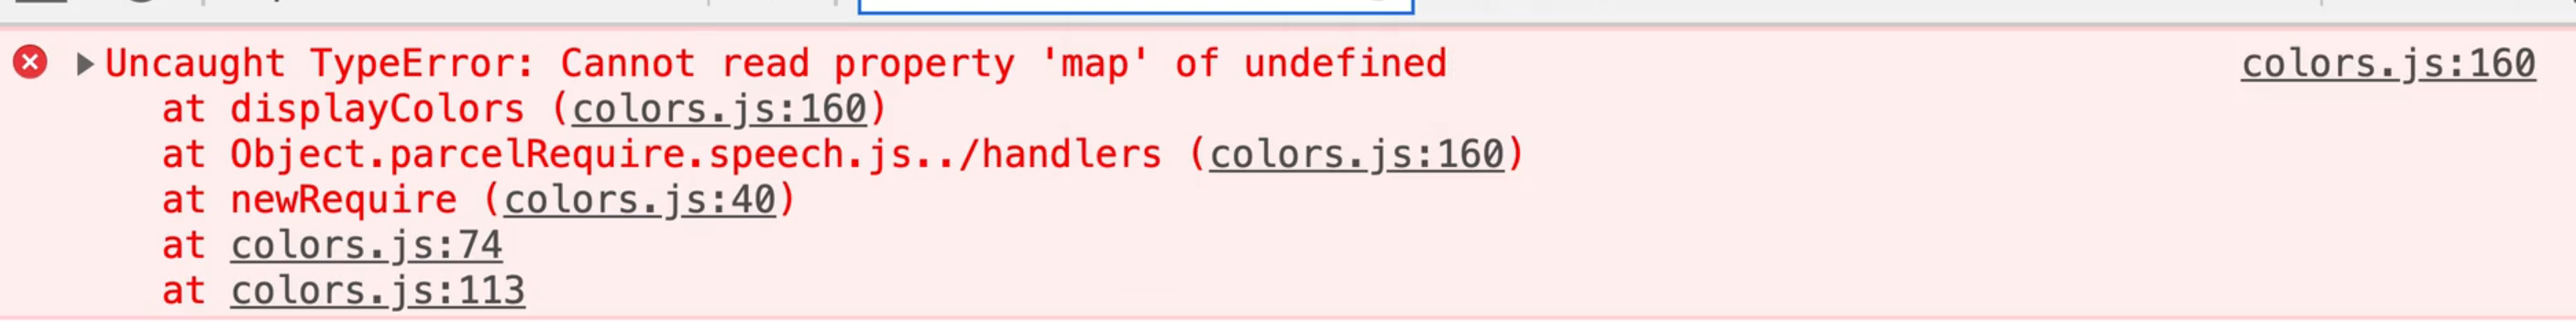 Uncaught TypeError: Cannot read property 'map' of undefined colors.js:160
at displayColors (colors.js:160)
at Object.parcelRequire.speech.js../handlers (colors.js:160)
at newRequire (colors.js:40)
at colors.js:74
at colors.js:113